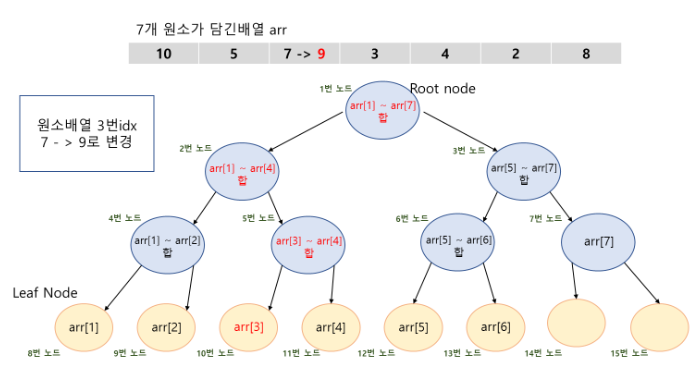 7개 원소가 담긴배열 arr
10 5 7 -> 9 3 4 2 8
1번 노드 Root node
arr[1] ~ arr[7]
합
원소배열 3번idx
7 - > 9로 변경
2번 노드 3번 노드
arr[1] ~ arr[4] arr[5] ~ arr[7]
합 합
4번 노드 5번 노드 6번 노드 7번 노드
arr[1] ~ arr[2] arr[3] ~ arr[4] arr[5] ~ arr[6] arr[7]
합 합 합
Leaf Node
arr[1] arr[2] arr[3] arr[4] arr[5] arr[6]
8번 노드 9번 노드 10번 노드 11번 노드 12번 노드 13번 노드 14번 노드 15번 노드